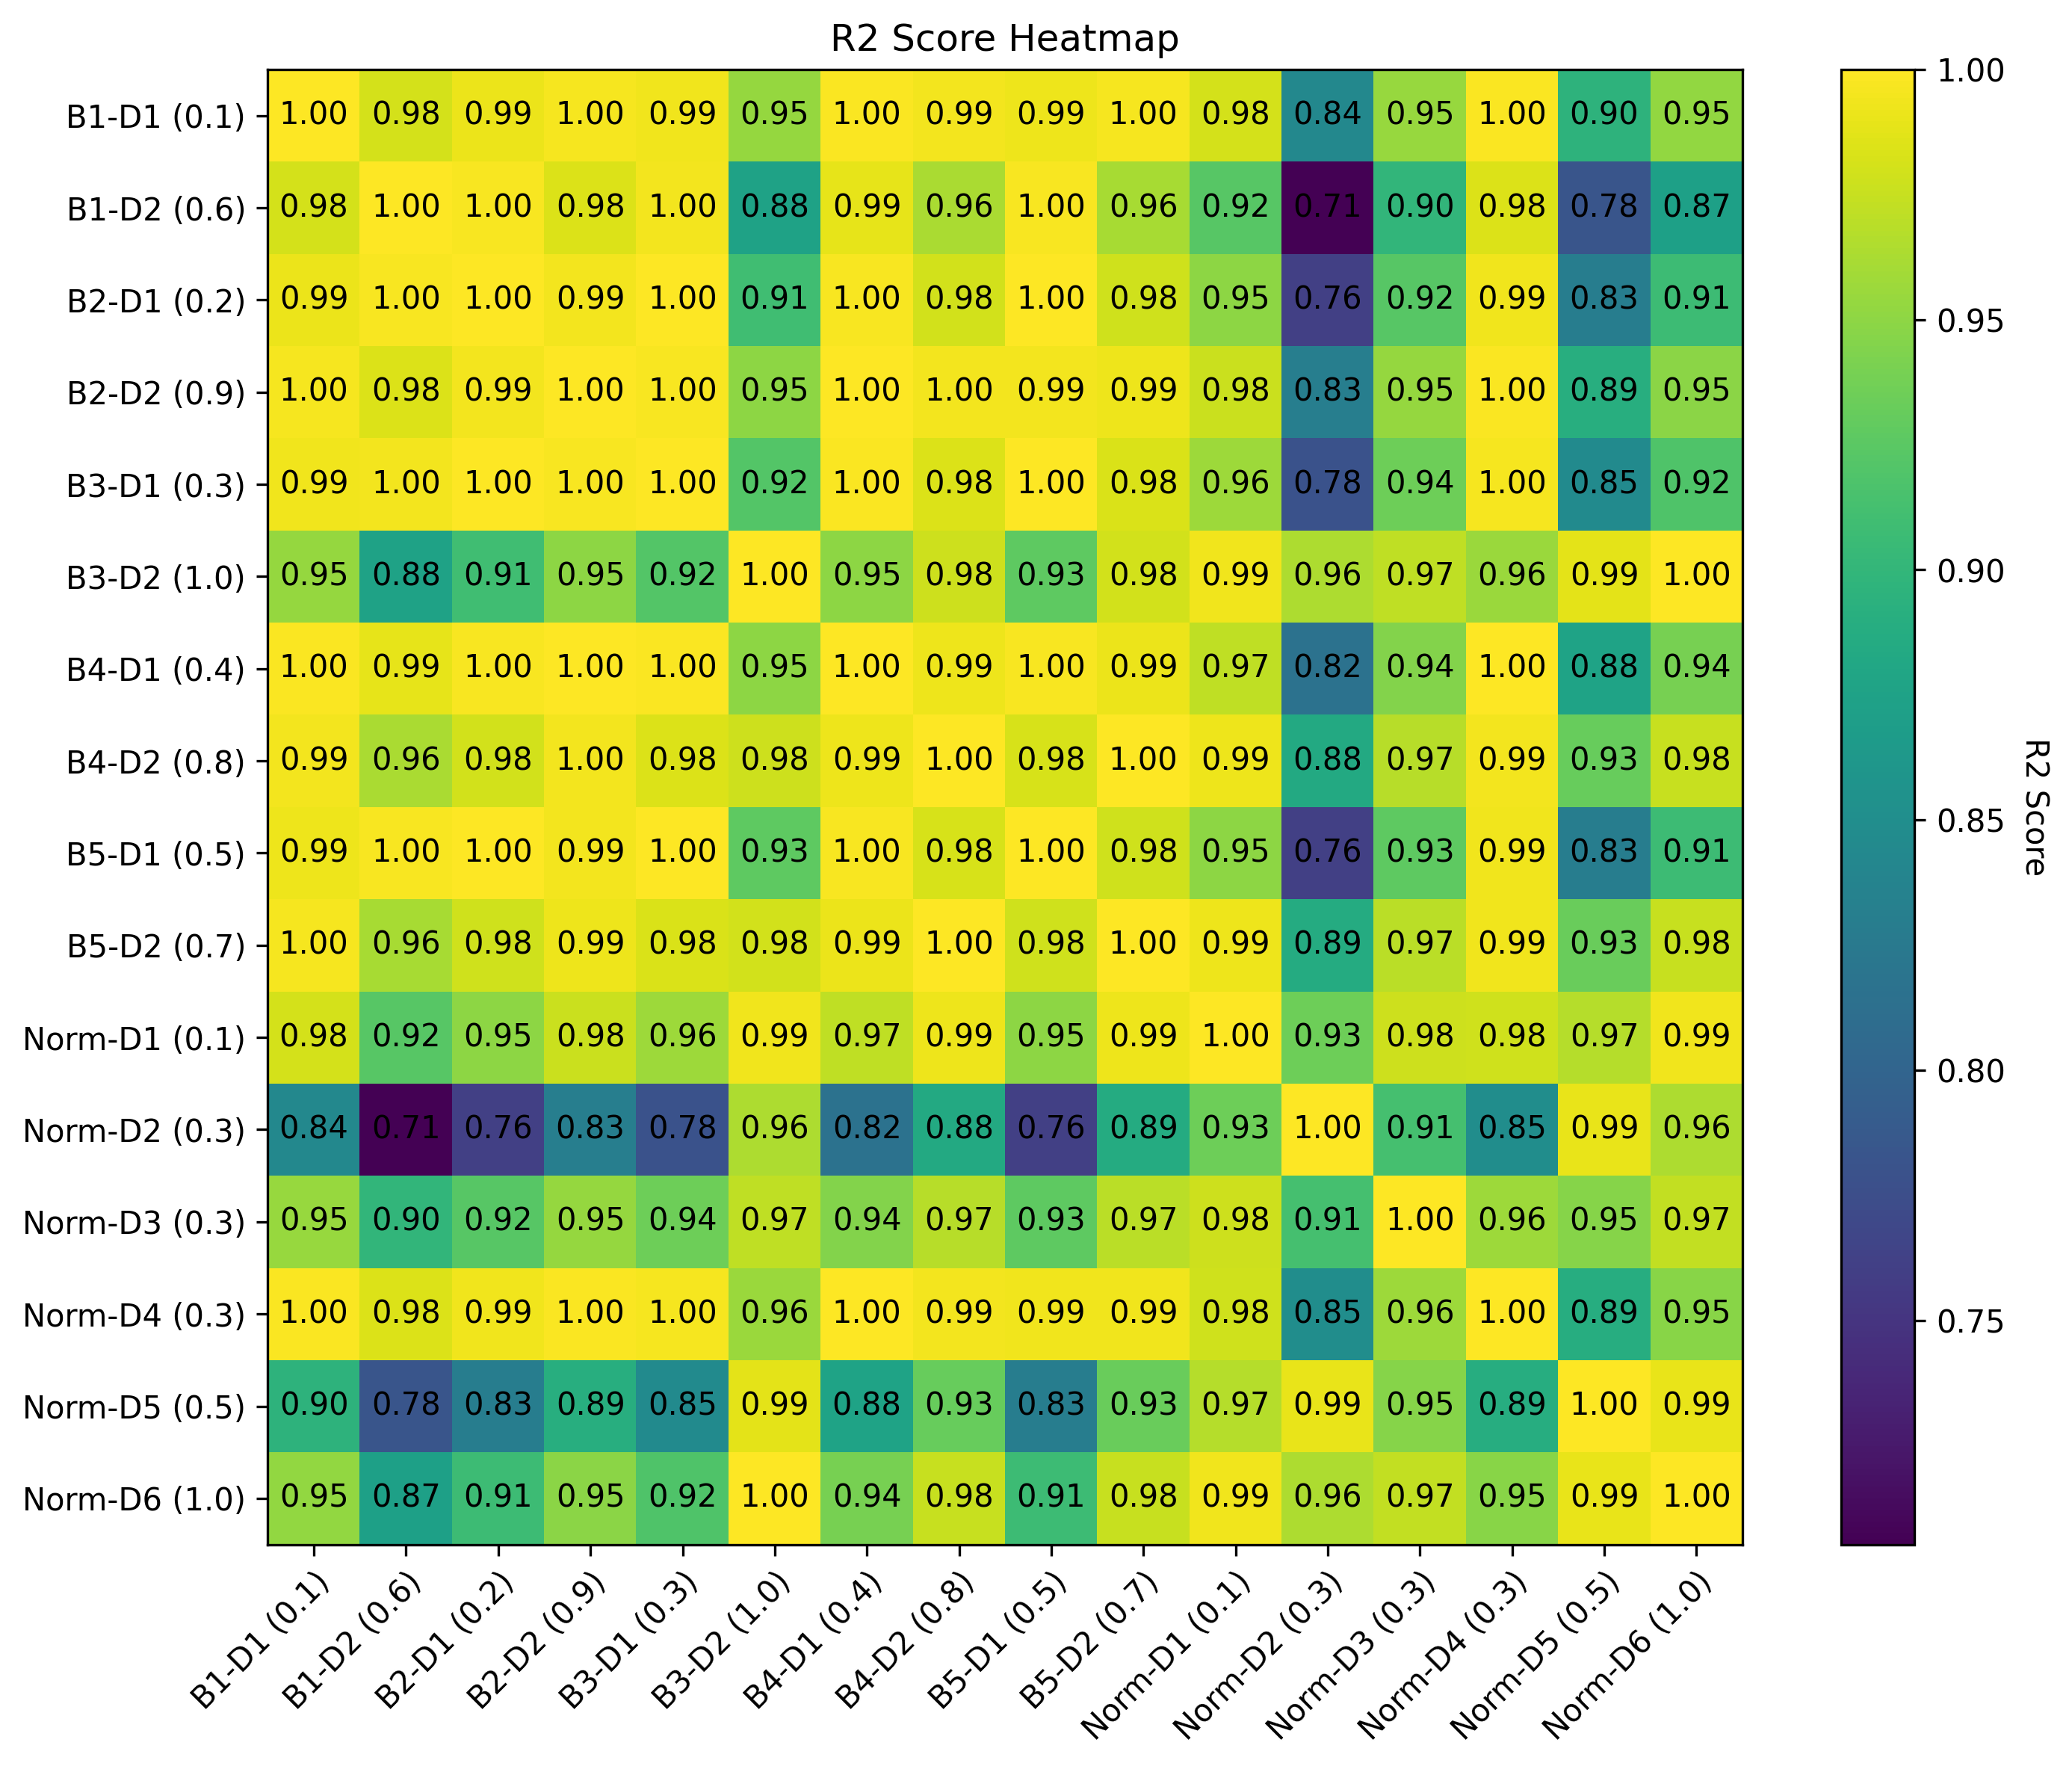 R2 Score Heatmap
B1-D1 (0.1) 1.00 0.98 0.99 1.00 0.99 0.95 1.00 0.99 0.99 1.00 0.98 0.84 0.95 1.00 0.90 0.95
B1-D2 (0.6) 0.98 1.00 1.00 0.98 1.00 0.88 0.99 0.96 1.00 0.96 0.92 0.71 0.90 0.98 0.78 0.87
B2-D1 (0.2) 0.99 1.00 1.00 0.99 1.00 0.91 1.00 0.98 1.00 0.98 0.95 0.76 0.92 0.99 0.83 0.91
B2-D2 (0.9) 1.00 0.98 0.99 1.00 1.00 0.95 1.00 1.00 0.99 0.99 0.98 0.83 0.95 1.00 0.89 0.95
B3-D1 (0.3) 0.99 1.00 1.00 1.00 1.00 0.92 1.00 0.98 1.00 0.98 0.96 0.78 0.94 1.00 0.85 0.92
B3-D2 (1.0) 0.95 0.88 0.91 0.95 0.92 1.00 0.95 0.98 0.93 0.98 0.99 0.96 0.97 0.96 0.99 1.00
B4-D1 (0.4) 1.00 0.99 1.00 1.00 1.00 0.95 1.00 0.99 1.00 0.99 0.97 0.82 0.94 1.00 0.88 0.94
B4-D2 (0.8) 0.99 0.96 0.98 1.00 0.98 0.98 0.99 1.00 0.98 1.00 0.99 0.88 0.97 0.99 0.93 0.98
B5-D1 (0.5) 0.99 1.00 1.00 0.99 1.00 0.93 1.00 0.98 1.00 0.98 0.95 0.76 0.93 0.99 0.83 0.91
B5-D2 (0.7) 1.00 0.96 0.98 0.99 0.98 0.98 0.99 1.00 0.98 1.00 0.99 0.89 0.97 0.99 0.93 0.98
Norm-D1 (0.1) 0.98 0.92 0.95 0.98 0.96 0.99 0.97 0.99 0.95 0.99 1.00 0.93 0.98 0.98 0.97 0.99
Norm-D2 (0.3) 0.84 0.71 0.76 0.83 0.78 0.96 0.82 0.88 0.76 0.89 0.93 1.00 0.91 0.85 0.99 0.96
Norm-D3 (0.3) 0.95 0.90 0.92 0.95 0.94 0.97 0.94 0.97 0.93 0.97 0.98 0.91 1.00 0.96 0.95 0.97
Norm-D4 (0.3) 1.00 0.98 0.99 1.00 1.00 0.96 1.00 0.99 0.99 0.99 0.98 0.85 0.96 1.00 0.89 0.95
Norm-D5 (0.5) 0.90 0.78 0.83 0.89 0.85 0.99 0.88 0.93 0.83 0.93 0.97 0.99 0.95 0.89 1.00 0.99
Norm-D6 (1.0) 0.95 0.87 0.91 0.95 0.92 1.00 0.94 0.98 0.91 0.98 0.99 0.96 0.97 0.95 0.99 1.00
B1-D1 (0.1)
B1-D2 (0.6)
B2-D1 (0.2)
B2-D2 (0.9)
B3-D1 (0.3)
B3-D2 (1.0)
B4-D1 (0.4)
B4-D2 (0.8)
B5-D1 (0.5)
B5-D2 (0.7)
Norm-D1 (0.1)
Norm-D2 (0.3)
Norm-D3 (0.3)
Norm-D4 (0.3)
Norm-D5 (0.5)
Norm-D6 (1.0)
1.00
0.95
0.90
0.85
0.80
0.75
R2 Score